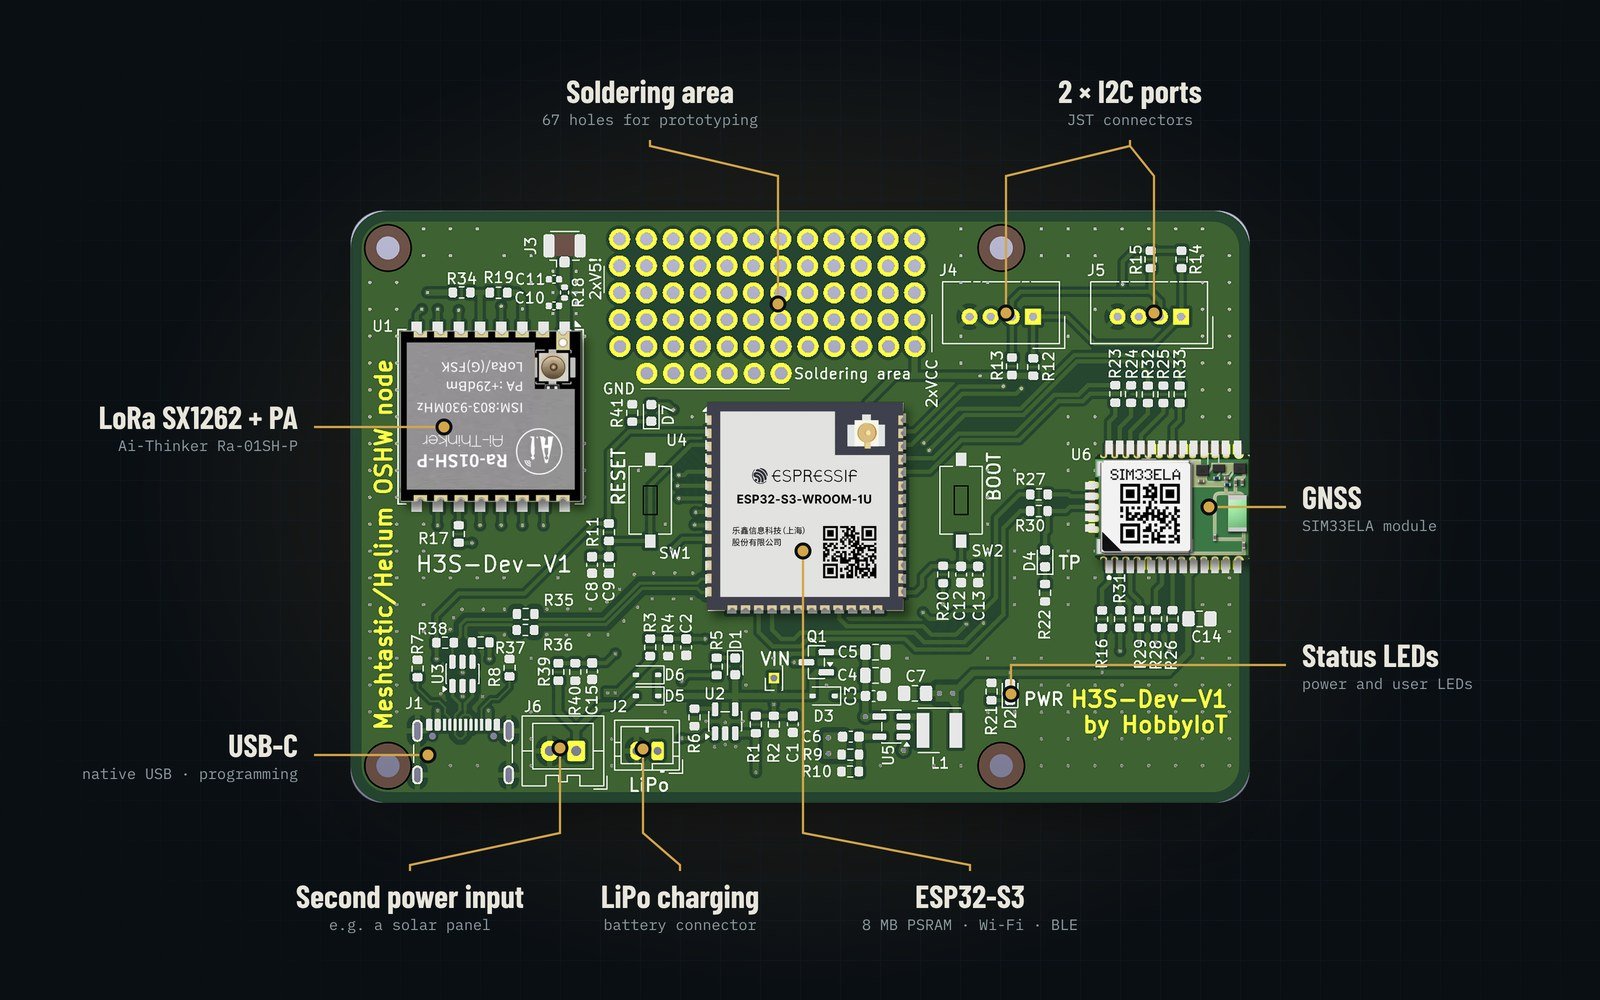 Soldering area
67 holes for prototyping
2 × I2C ports
JST connectors
J3
2xV5!
R34
R19
C11
C10
R18
J4
J5
R15
R14
U1
LoRa/(G)FSK
PA :+29dBm
ISM:803-930MHz
Ai-Thinker
Ra-01SH-P
Ai
Soldering area
GND
2xVCC
R13
R12
R23
R24
R32
R25
R33
R41
D7
U4
LoRa SX1262 + PA
Ai-Thinker Ra-01SH-P
Meshtastic/Helium OSHW node
RESET
ESPRESSIF
ESP32-S3-WROOM-1U
乐鑫信息科技(上海)
股份有限公司
BOOT
R27
R30
U6
SIM33ELA
GNSS
SIM33ELA module
R17
H3S-Dev-V1
R11
C8
C9
SW1
SW2
D4
TP
R20
C12
C13
R22
R31
R16
R29
R28
R26
C14
R35
R38
R7
R37
R36
U3
R8
R39
R40
C15
R3
R4
C2
R5
D1
VIN
Q1
C5
C4
C3
C7
D6
D5
U2
D3
R21
D2
PWR
H3S-Dev-V1
by HobbyIoT
Status LEDs
power and user LEDs
J1
J6
J2
R6
R1
R2
C1
C6
R9
R10
U5
L1
LiPo
USB-C
native USB · programming
Second power input
e.g. a solar panel
LiPo charging
battery connector
ESP32-S3
8 MB PSRAM · Wi-Fi · BLE